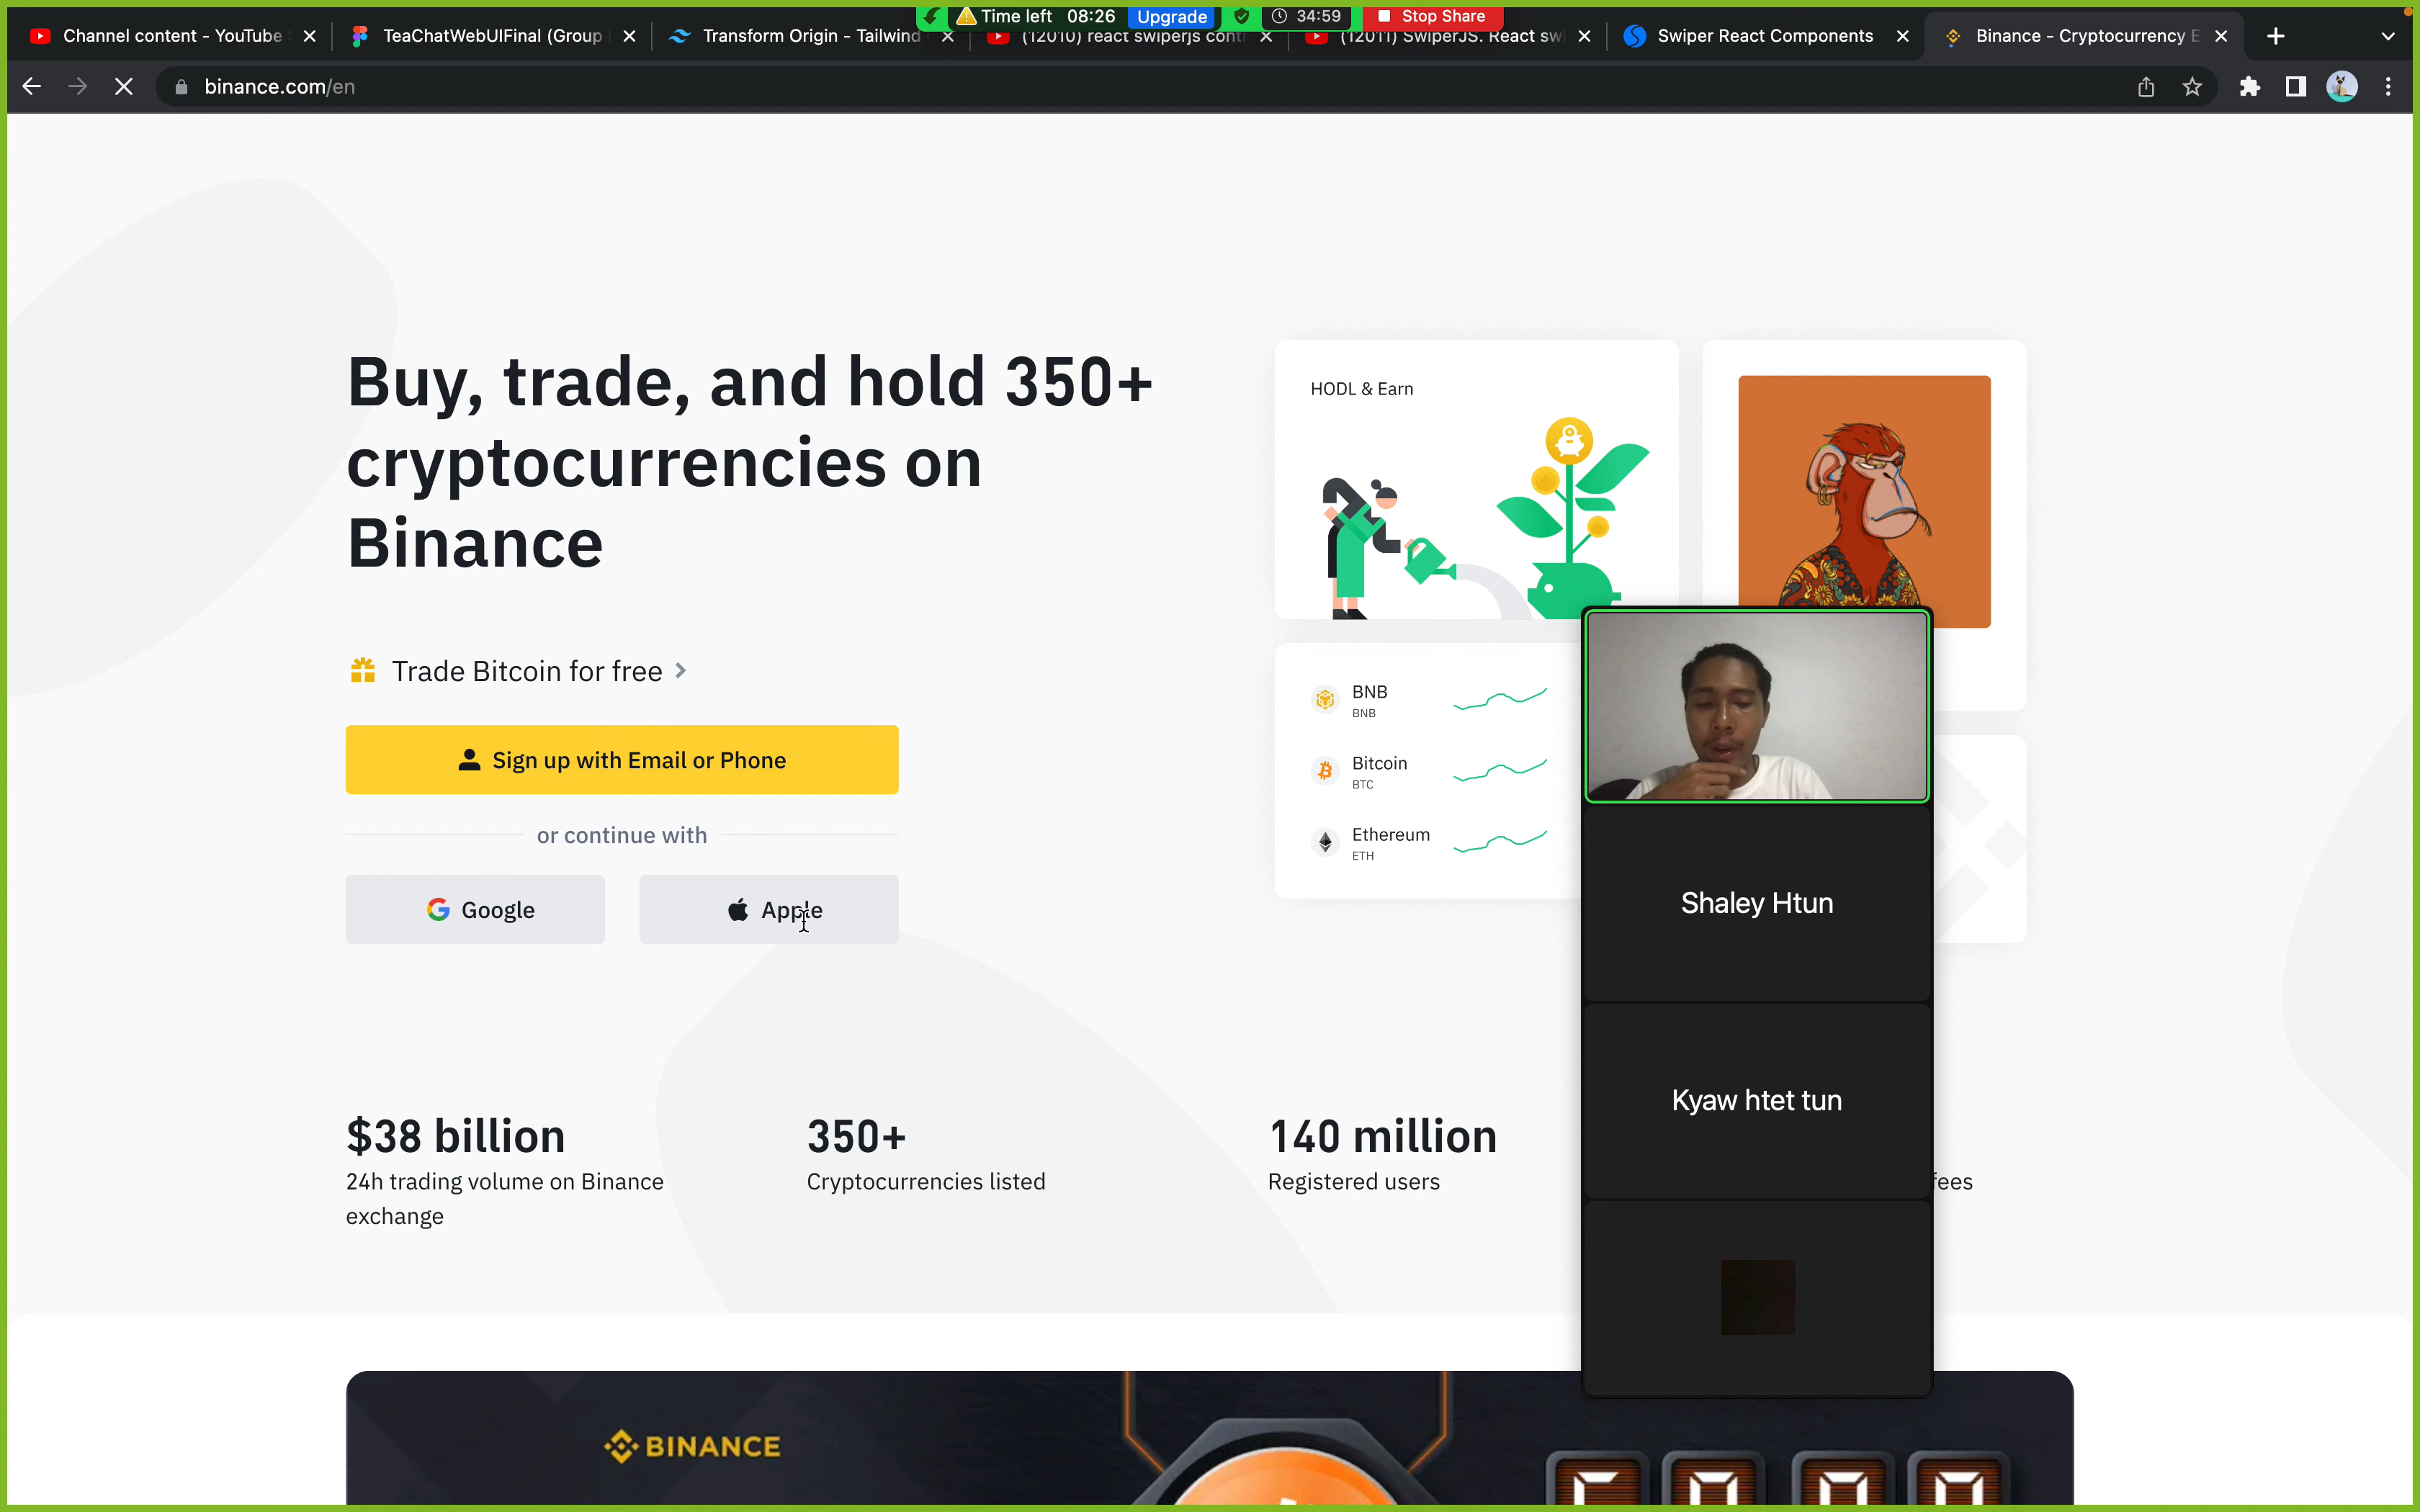 Time left 08:26 Upgrade 34:59 Stop Share
Channel content - YouTube
TeaChatWebUIFinal (Group
Transform Origin - Tailwind
(12010) react swiperjs cont
(12011) SwiperJS. React sw
Swiper React Components
Binance - Cryptocurrency E
binance.com/en
Buy, trade, and hold 350+
cryptocurrencies on
Binance
Trade Bitcoin for free
Sign up with Email or Phone
or continue with
Google
Apple
HODL & Earn
BNB
BNB
Bitcoin
BTC
Ethereum
ETH
Shaley Htun
Kyaw htet tun
$38 billion
24h trading volume on Binance
exchange
350+
Cryptocurrencies listed
140 million
Registered users
fees
BINANCE